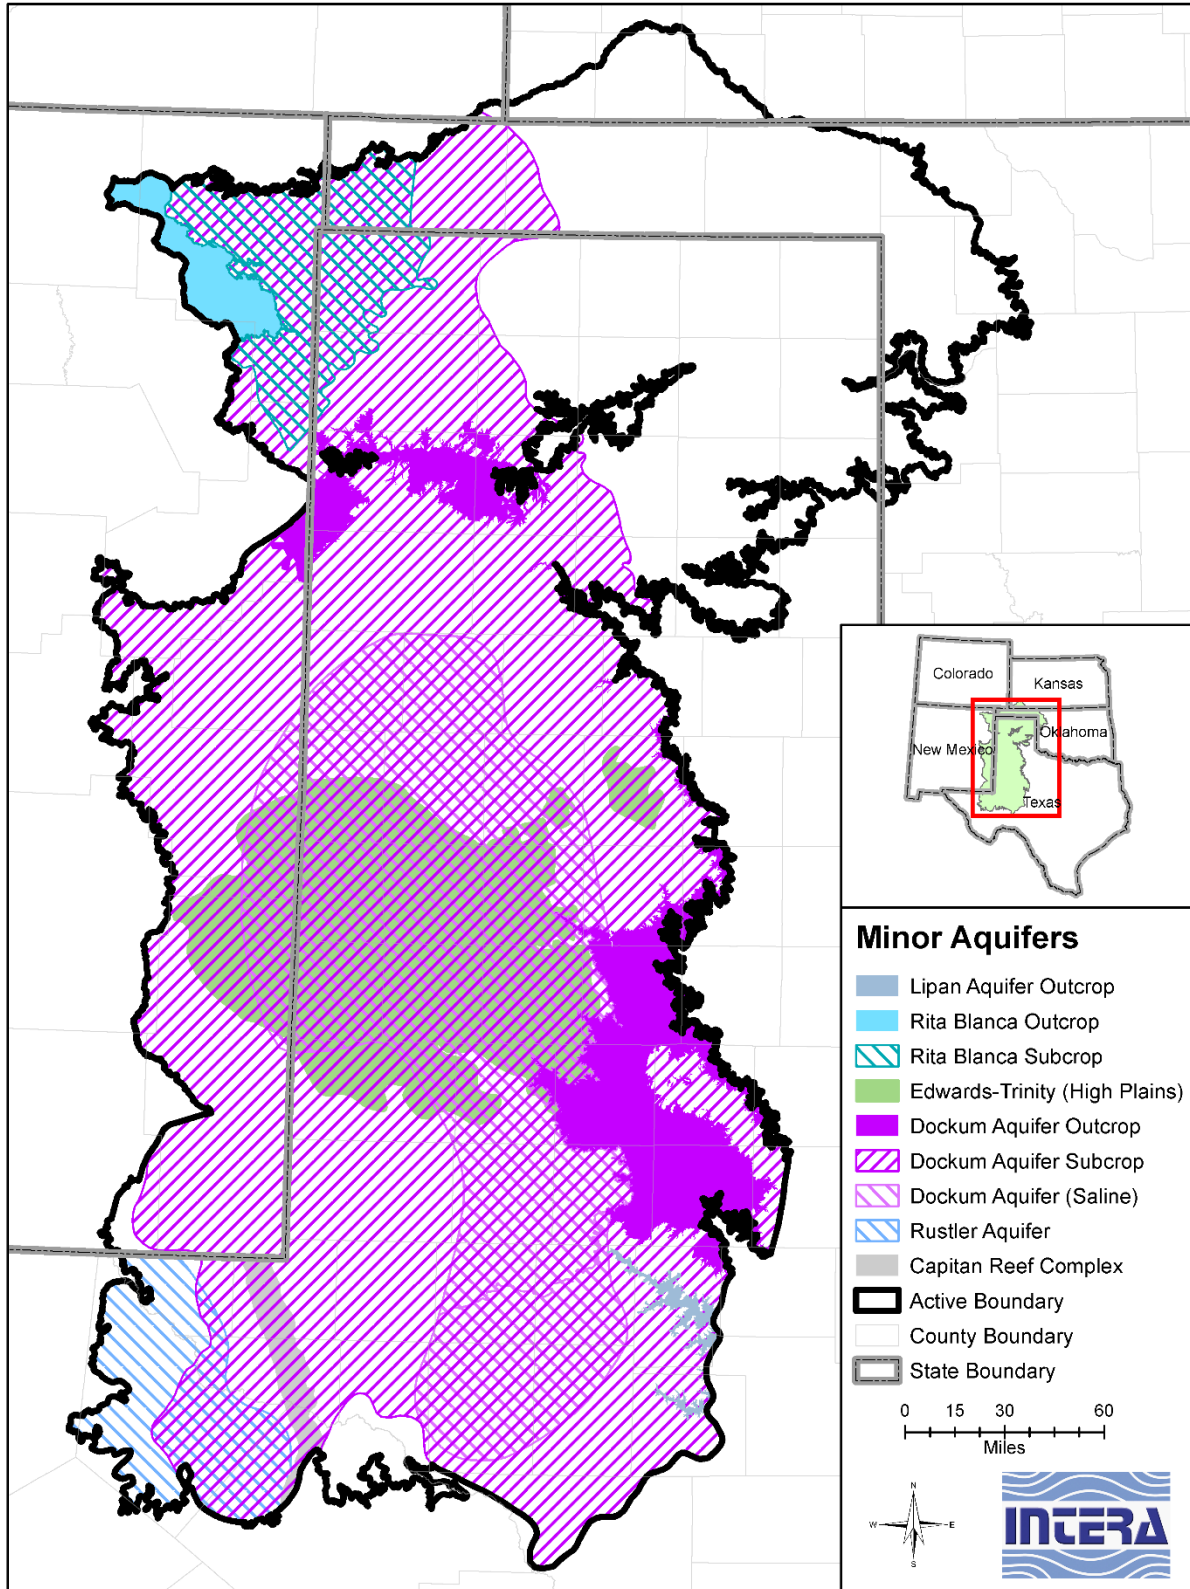 Colorado
Kansas
New Mexico
Oklahoma
Texas
Minor Aquifers
Lipan Aquifer Outcrop
Rita Blanca Outcrop
Rita Blanca Subcrop
Edwards-Trinity (High Plains)
Dockum Aquifer Outcrop
Dockum Aquifer Subcrop
Dockum Aquifer (Saline)
Rustler Aquifer
Capitan Reef Complex
Active Boundary
County Boundary
State Boundary
0 15 30 60
Miles
N
W E
S
INTERA